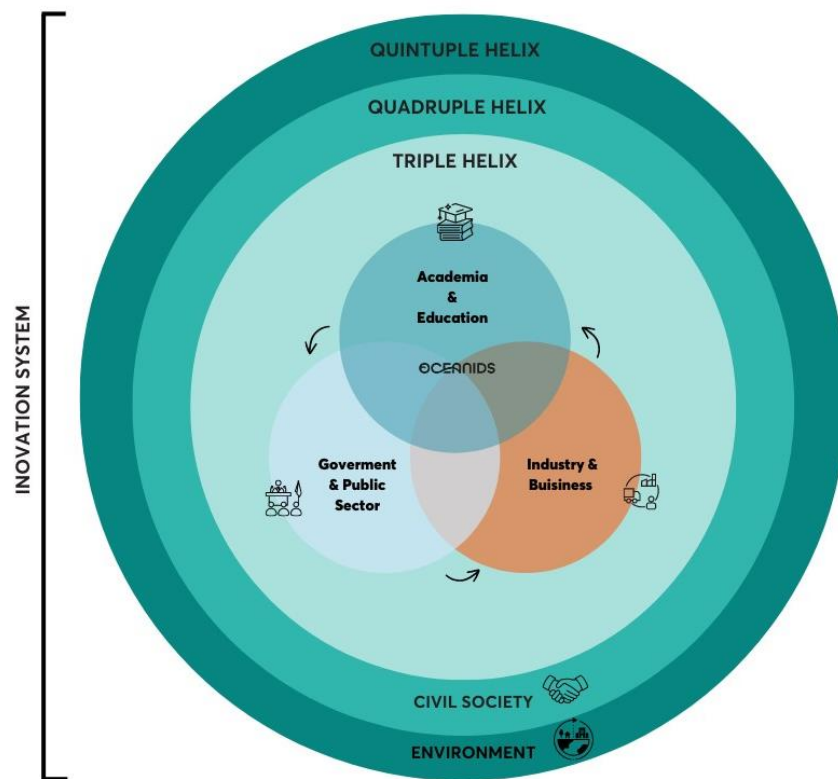 INOVATION SYSTEM
QUINTUPLE HELIX
QUADRUPLE HELIX
TRIPLE HELIX
Academia
&
Education
OCEANIDS
Goverment
& Public
Sector
Industry &
Buisiness
CIVIL SOCIETY
ENVIRONMENT